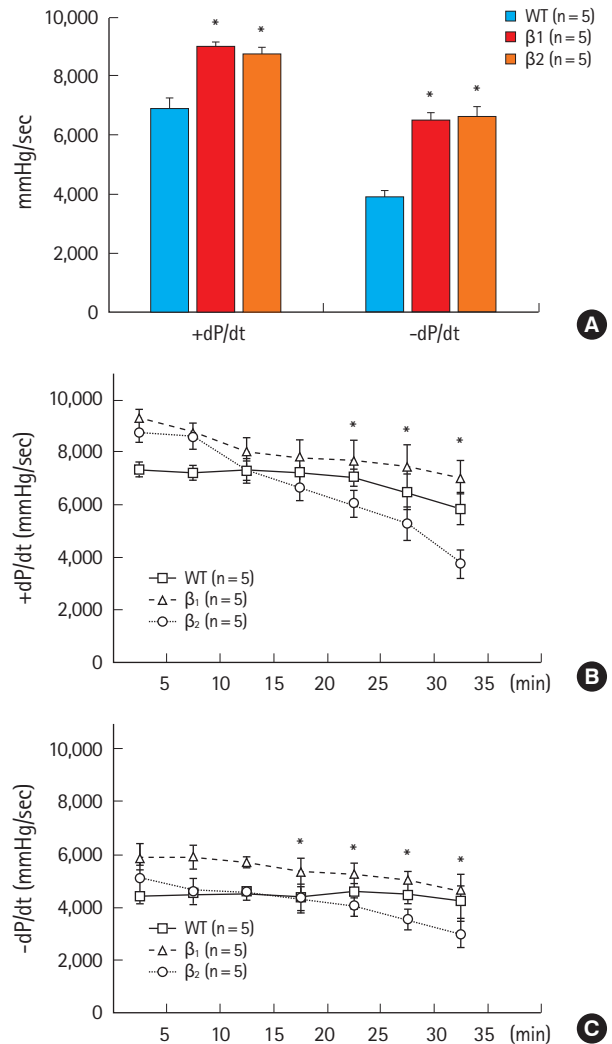 WT (n=5)
β1 (n=5)
β2 (n=5)
mmHg/sec
10,000
8,000
6,000
4,000
2,000
0
* *
* *
+dP/dt -dP/dt
A
+dP/dt (mmHg/sec)
10,000
8,000
6,000
4,000
2,000
0
* * *
WT (n=5)
β₁ (n=5)
β₂ (n=5)
5 10 15 20 25 30 35 (min)
B
-dP/dt (mmHg/sec)
10,000
8,000
6,000
4,000
2,000
0
* * * *
WT (n=5)
β₁ (n=5)
β₂ (n=5)
5 10 15 20 25 30 35 (min)
C